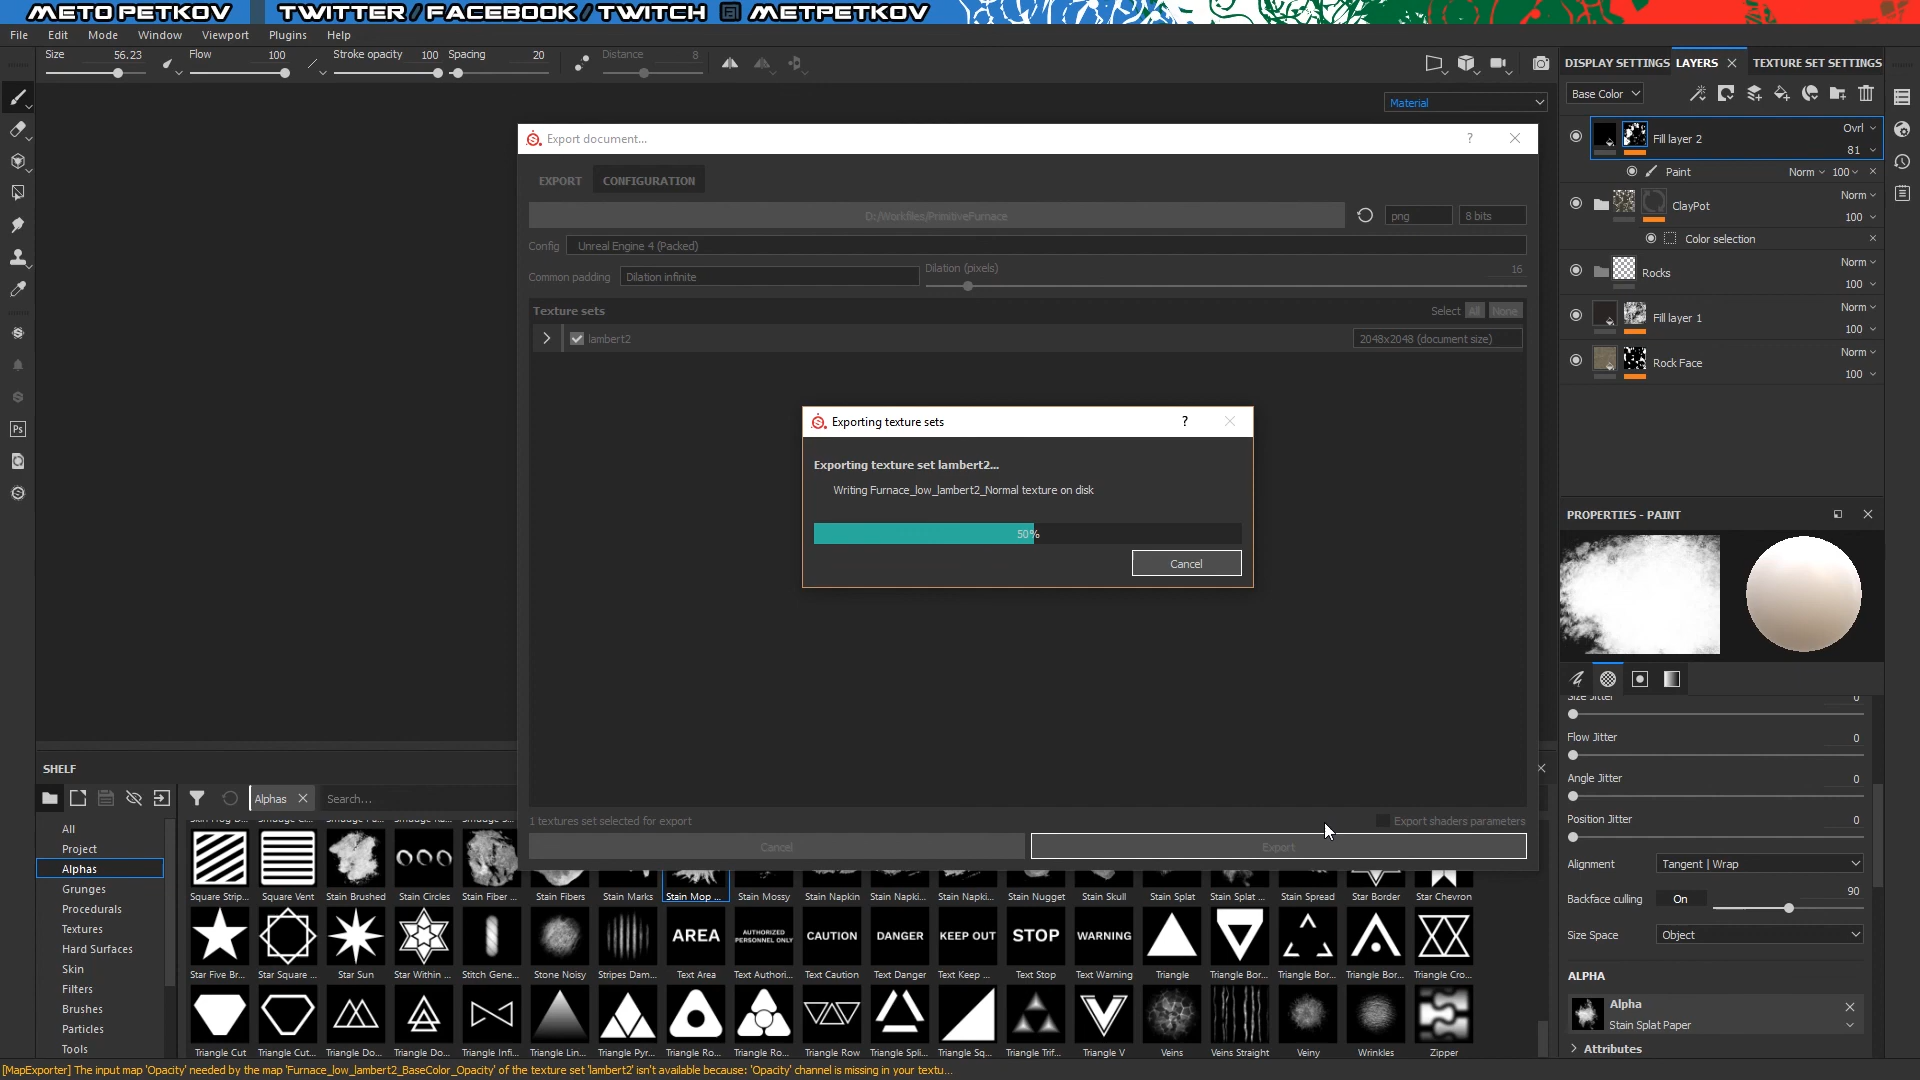 METO PETKOV TWITTER / FACEBOOK / TWITCH @ METPETKOV
File Edit Mode Window Viewport Plugins Help
Size 56.23 Flow 100 Stroke opacity 100 Spacing 20 Distance 8
DISPLAY SETTINGS LAYERS TEXTURE SET SETTINGS
Material
Base Color
Export document... ?
EXPORT CONFIGURATION
D:/Workfiles/PrimitiveFurnace png 8 bits
Config Unreal Engine 4 (Packed)
Common padding Dilation infinite Dilation (pixels) 16
Texture sets Select All None
lambert2 2048x2048 (document size)
Exporting texture sets ?
Exporting texture set lambert2...
Writing Furnace_low_lambert2_Normal texture on disk
50%
Cancel
1 textures set selected for export Export shaders parameters
Cancel Export
Fill layer 2 Ovrl 81
Paint Norm 100
ClayPot Norm 100
Color selection
Rocks Norm 100
Fill layer 1 Norm 100
Rock Face Norm 100
Ps
PROPERTIES - PAINT
Size Jitter 0
Flow Jitter 0
Angle Jitter 0
Position Jitter 0
Alignment Tangent | Wrap
Backface culling On 90
Size Space Object
ALPHA
Alpha
Stain Splat Paper
Attributes
SHELF
Alphas Search...
All
Project
Alphas
Grunges
Procedurals
Textures
Hard Surfaces
Skin
Filters
Brushes
Particles
Tools
Square Strip... Square Vent Stain Brushed Stain Circles Stain Fiber ... Stain Fibers Stain Marks Stain Mop ... Stain Mossy Stain Napkin Stain Napki... Stain Napki... Stain Nugget Stain Skull Stain Splat Stain Splat ... Stain Spread Star Border Star Chevron
AREA AUTHORIZED PERSONNEL ONLY CAUTION DANGER KEEP OUT STOP WARNING
Star Five Br... Star Square ... Star Sun Star Within ... Stitch Gene... Stone Noisy Stripes Dam... Text Area Text Authori... Text Caution Text Danger Text Keep ... Text Stop Text Warning Triangle Triangle Bor... Triangle Bor... Triangle Bor... Triangle Cro...
Triangle Cut Triangle Cut... Triangle Do... Triangle Do... Triangle Infi... Triangle Lin... Triangle Pyr... Triangle Ro... Triangle Ro... Triangle Row Triangle Spli... Triangle Sq... Triangle Trif... Triangle V Veins Veins Straight Veiny Wrinkles Zipper
[MapExporter] The input map 'Opacity' needed by the map 'Furnace_low_lambert2_BaseColor_Opacity' of the texture set 'lambert2' isn't available because: 'Opacity' channel is missing in your textu...